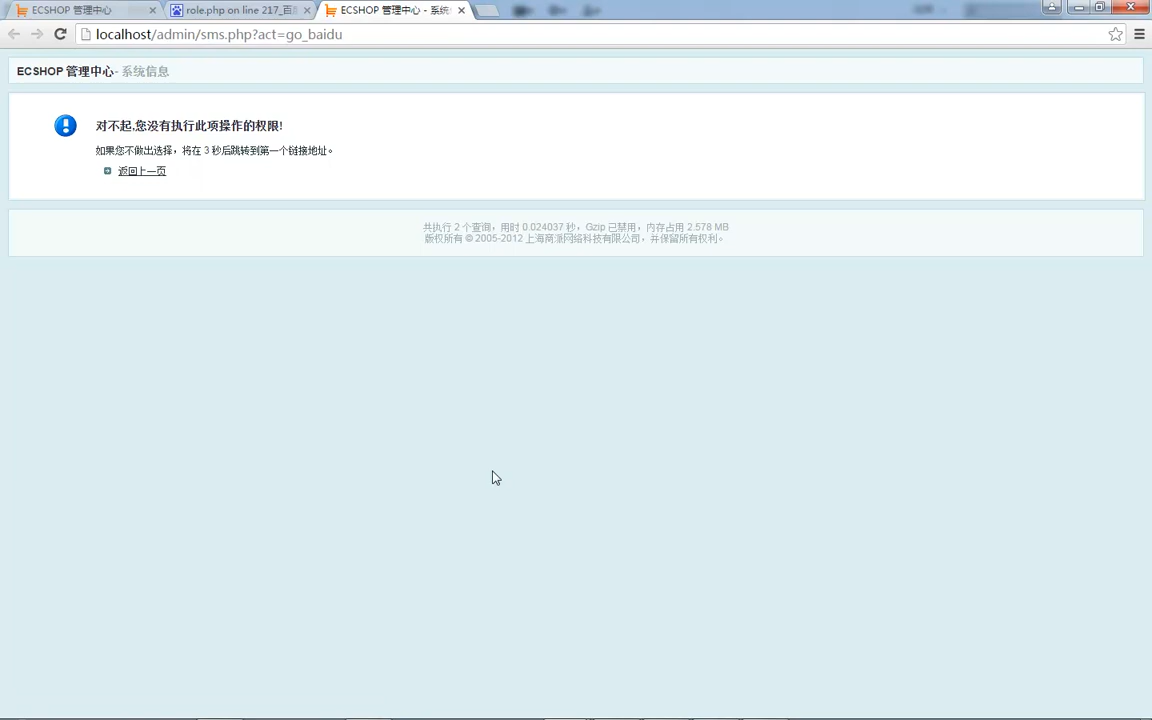 ECSHOP 管理中心
role.php on line 217_百
ECSHOP 管理中心 - 系统
localhost/admin/sms.php?act=go_baidu
ECSHOP 管理中心 - 系统信息
对不起,您没有执行此项操作的权限!
如果您不做出选择，将在 3 秒后跳转到第一个链接地址。
返回上一页
共执行 2 个查询，用时 0.024037 秒，Gzip 已禁用，内存占用 2.578 MB
版权所有 © 2005-2012 上海商派网络科技有限公司，并保留所有权利。